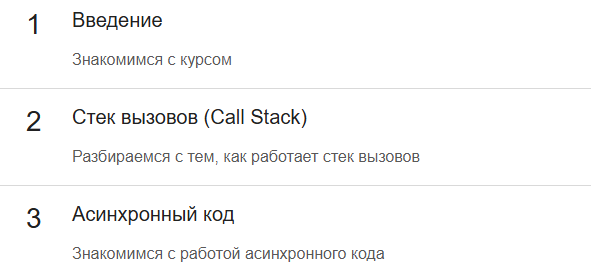 1 Введение
Знакомимся с курсом
2 Стек вызовов (Call Stack)
Разбираемся с тем, как работает стек вызовов
3 Асинхронный код
Знакомимся с работой асинхронного кода